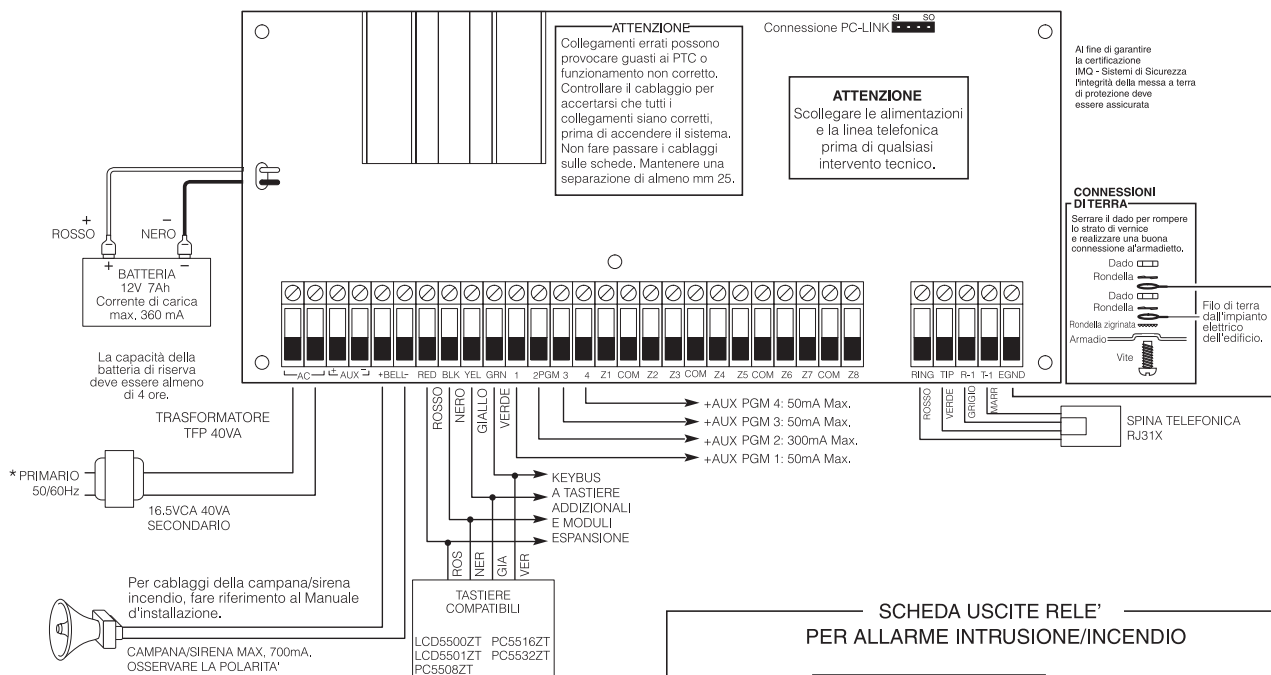 ATTENZIONE
Collegamenti errati possono
provocare guasti ai PTC o
funzionamento non corretto.
Controllare il cablaggio per
accertarsi che tutti i
collegamenti siano corretti,
prima di accendere il sistema.
Non fare passare i cablaggi
sulle schede. Mantenere una
separazione di almeno mm 25.
Connessione PC-LINK
SI SO
ATTENZIONE
Scollegare le alimentazioni
e la linea telefonica
prima di qualsiasi
intervento tecnico.
Al fine di garantire
la certificazione
IMQ - Sistemi di Sicurezza
l'integrità della messa a terra
di protezione deve
essere assicurata
CONNESSIONI
DI TERRA
Serrare il dado per rompere
lo strato di vernice
e realizzare una buona
connessione al'armadietto.
Dado
Rondella
Dado
Rondella
Rondella zigrinata
Armadio
Vite
Filo di terra
dall'impianto
elettrico
dell'edificio.
+ −
ROSSO NERO
+ −
BATTERIA
12V 7Ah
Corrente di carica
max. 360 mA
La capacità della
batteria di riserva
deve essere almeno
di 4 ore.
AC + AUX - +BELL- RED BLK YEL GRN 1 2PGM 3 4 Z1 COM Z2 Z3 COM Z4 Z5 COM Z6 Z7 COM Z8
RING TIP R-1 T-1 EGND
ROSSO NERO GIALLO VERDE
ROSSO VERDE GRIGIO MARR
+AUX PGM 4: 50mA Max.
+AUX PGM 3: 50mA Max.
+AUX PGM 2: 300mA Max.
+AUX PGM 1: 50mA Max.
SPINA TELEFONICA
RJ31X
TRASFORMATORE
TFP 40VA
* PRIMARIO
50/60Hz
16.5VCA 40VA
SECONDARIO
KEYBUS
A TASTIERE
ADDIZIONALI
E MODULI
ESPANSIONE
ROS NER GIA VER
TASTIERE
COMPATIBILI
LCD5500ZT PC5516ZT
LCD5501ZT PC5532ZT
PC5508ZT
Per cablaggi della campana/sirena
incendio, fare riferimento al Manuale
d'installazione.
CAMPANA/SIRENA MAX, 700mA.
OSSERVARE LA POLARITA'
SCHEDA USCITE RELE'
PER ALLARME INTRUSIONE/INCENDIO